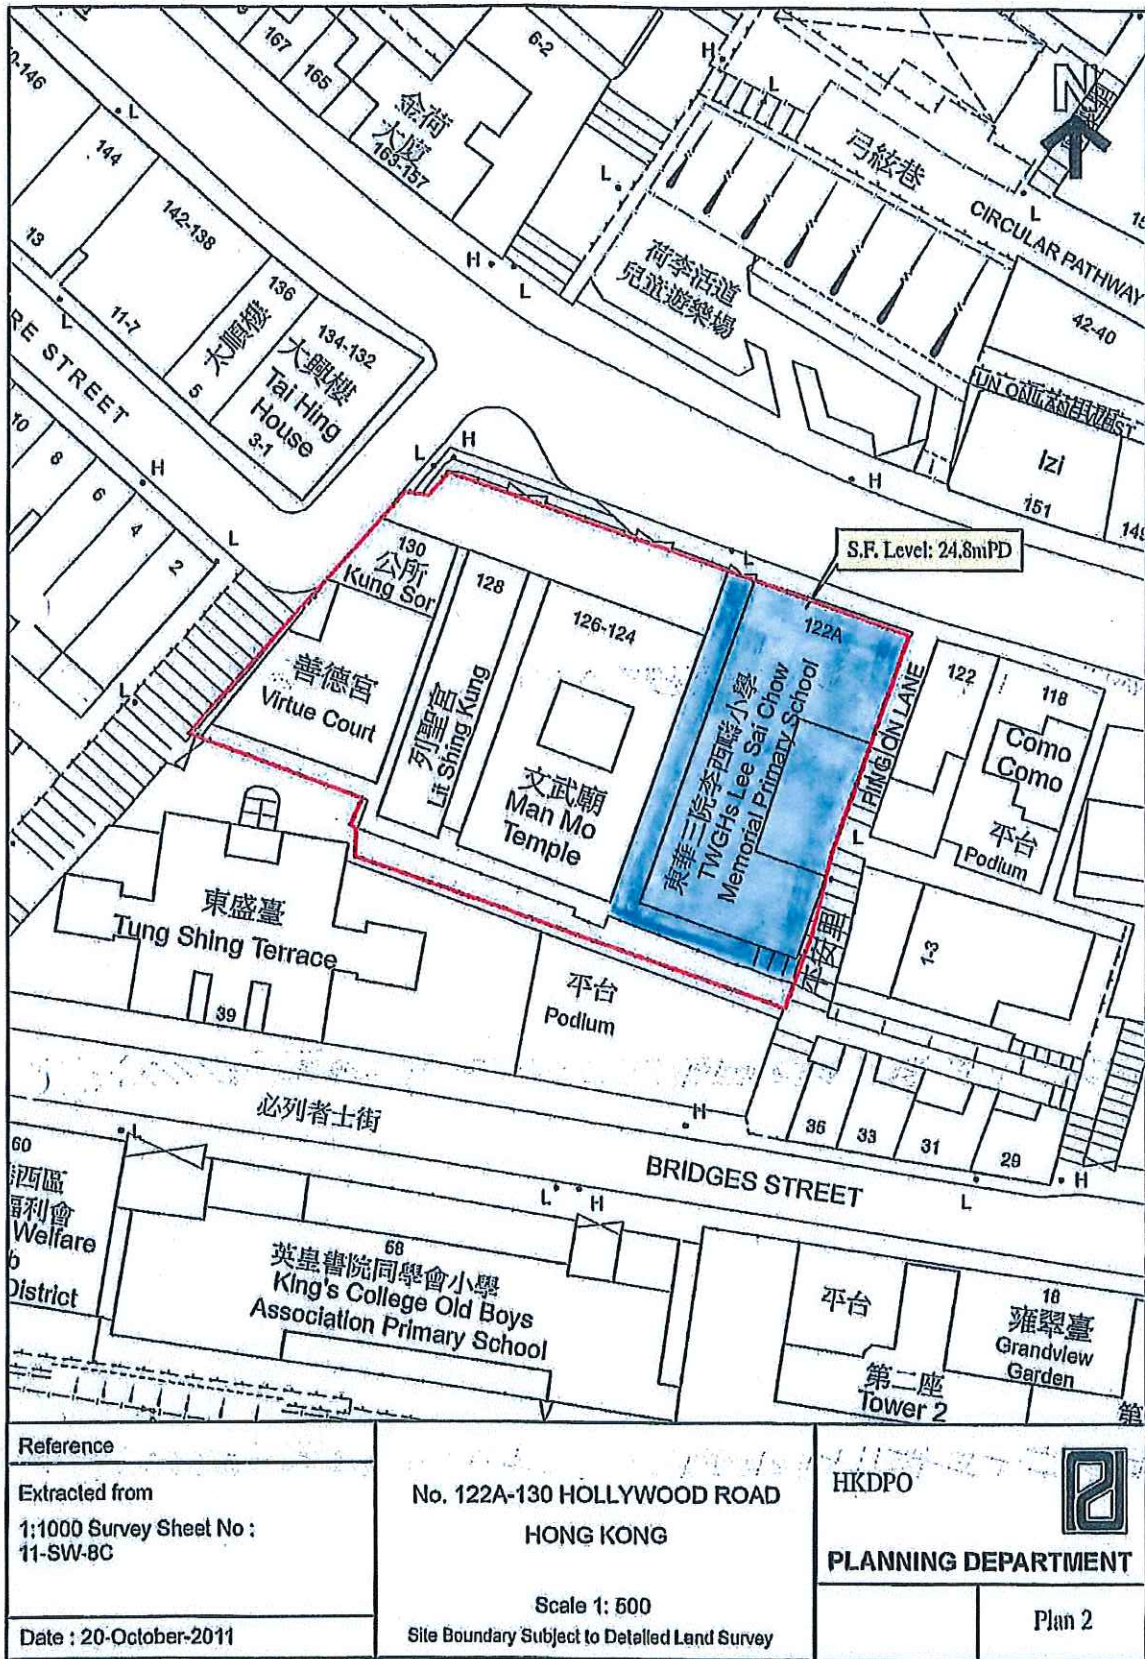 167
165
6-2
H
L
N
金荷
大廈
163-157
144
142-138
13
11-7
136
太順樓
5
134-132
大興樓
Tai Hing
House
3-1
RE STREET
10
8
6
4
2
H
L
弓絃巷
CIRCULAR PATHWAY
荷李活道
兒童遊樂場
42-40
Izi
151
S.F. Level: 24.8mPD
130
公所
Kung Sor
128
126-124
122A
善德宮
Virtue Court
列聖宮
Lit Shing Kung
文武廟
Man Mo
Temple
東華三院李西疇小學
TWGHs Lee Sai Chow
Memorial Primary School
PING ON LANE
平安里
122
118
Como
Como
平台
Podium
1-3
東盛臺
Tung Shing Terrace
39
平台
Podium
必列者士街
BRIDGES STREET
36
33
31
29
H
L
60
西區
福利會
Welfare
District
68
英皇書院同學會小學
King's College Old Boys
Association Primary School
平台
第二座
Tower 2
18
雍翠臺
Grandview
Garden
第
Reference
Extracted from
1:1000 Survey Sheet No :
11-SW-8C
Date : 20-October-2011
No. 122A-130 HOLLYWOOD ROAD
HONG KONG
Scale 1: 500
Site Boundary Subject to Detailed Land Survey
HKDPO
PLANNING DEPARTMENT
Plan 2